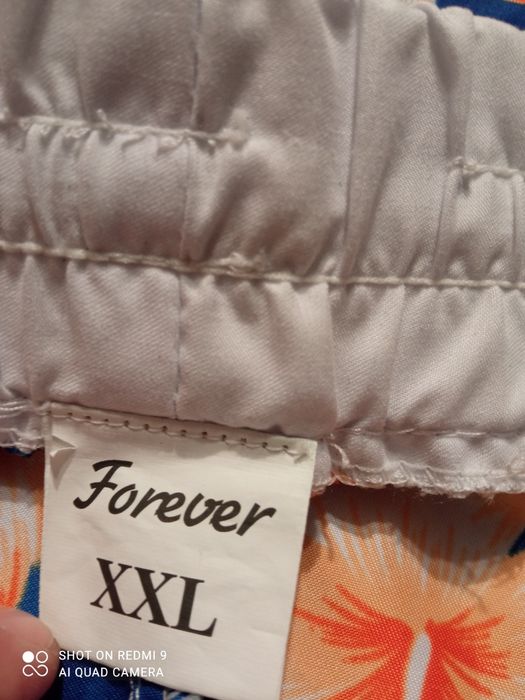 Forever
XXL
SHOT ON REDMI 9
AI QUAD CAMERA